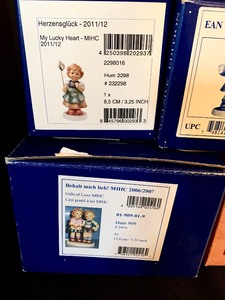 Herzensglück - 2011/12
My Lucky Heart - MIHC
2011/12
4 250398 202937
2298016
Hum 2298
# 232298
1 x
8,5 CM / 3.25 INCH
EAN
UPC
Behalt mich lieb! MIHC 2006/2007
Gifts of Love MIHC
01-909-01-9
Hum 909